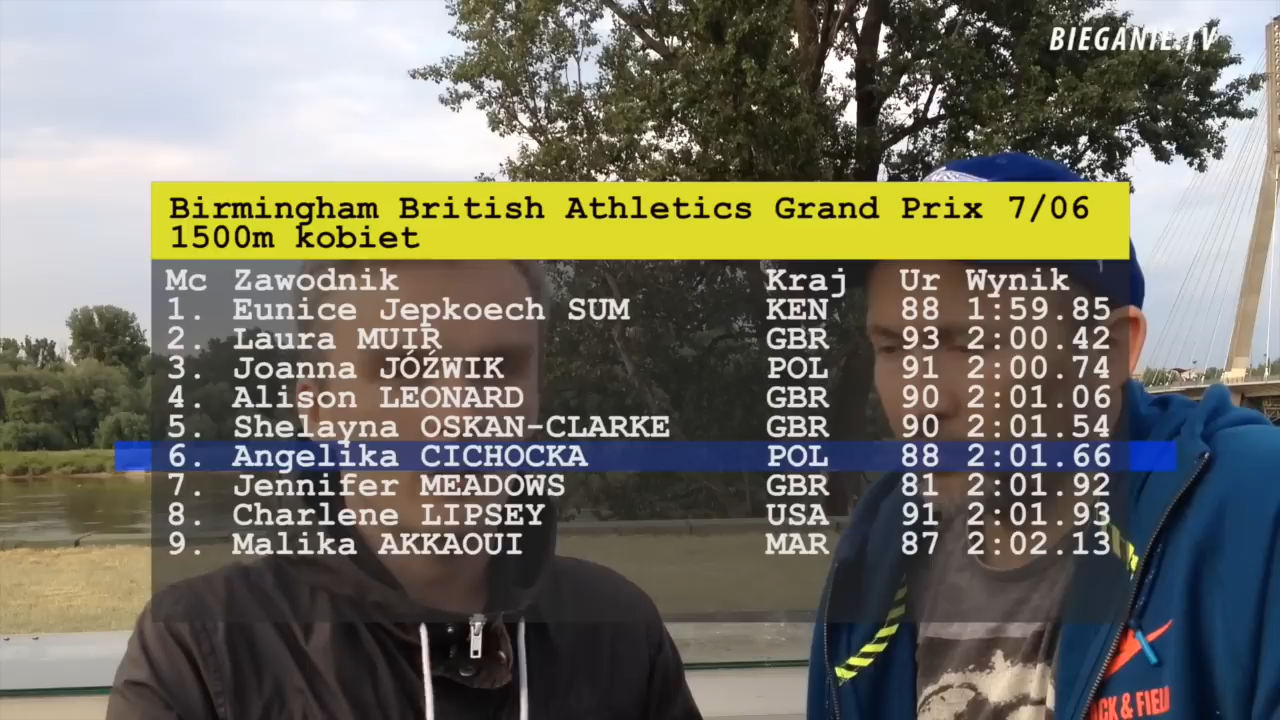 BIEGANIE.TV
Birmingham British Athletics Grand Prix 7/06
1500m kobiet
Mc Zawodnik Kraj Ur Wynik
1. Eunice Jepkoech SUM KEN 88 1:59.85
2. Laura MUIR GBR 93 2:00.42
3. Joanna JÓŹWIK POL 91 2:00.74
4. Alison LEONARD GBR 90 2:01.06
5. Shelayna OSKAN-CLARKE GBR 90 2:01.54
6. Angelika CICHOCKA POL 88 2:01.66
7. Jennifer MEADOWS GBR 81 2:01.92
8. Charlene LIPSEY USA 91 2:01.93
9. Malika AKKAOUI MAR 87 2:02.13
& FIELD